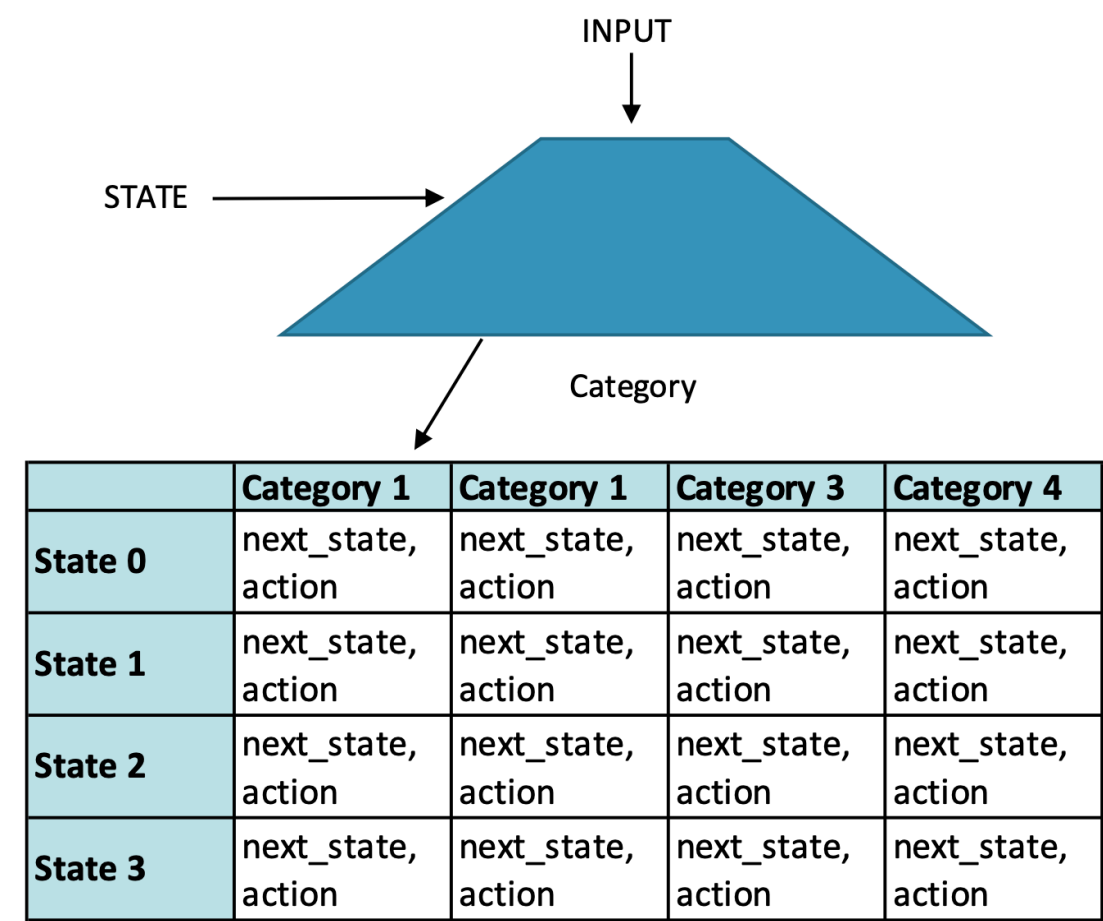 INPUT
STATE
Category
Category 1 Category 1 Category 3 Category 4
State 0 next_state, action next_state, action next_state, action next_state, action
State 1 next_state, action next_state, action next_state, action next_state, action
State 2 next_state, action next_state, action next_state, action next_state, action
State 3 next_state, action next_state, action next_state, action next_state, action